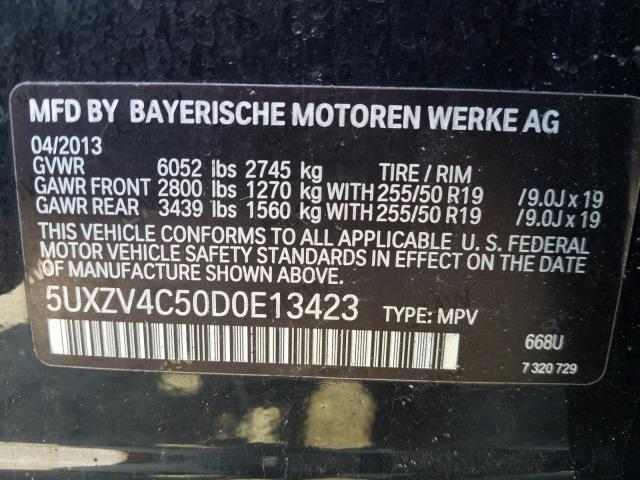 MFD BY BAYERISCHE MOTOREN WERKE AG
04/2013
GVWR 6052 lbs 2745 kg TIRE / RIM
GAWR FRONT 2800 lbs 1270 kg WITH 255/50 R19 /9.0J x 19
GAWR REAR 3439 lbs 1560 kg WITH 255/50 R19 /9.0J x 19
THIS VEHICLE CONFORMS TO ALL APPLICABLE U. S. FEDERAL
MOTOR VEHICLE SAFETY STANDARDS IN EFFECT ON THE DATE
OF MANUFACTURE SHOWN ABOVE.
5UXZV4C50D0E13423 TYPE: MPV
668U
7 320 729